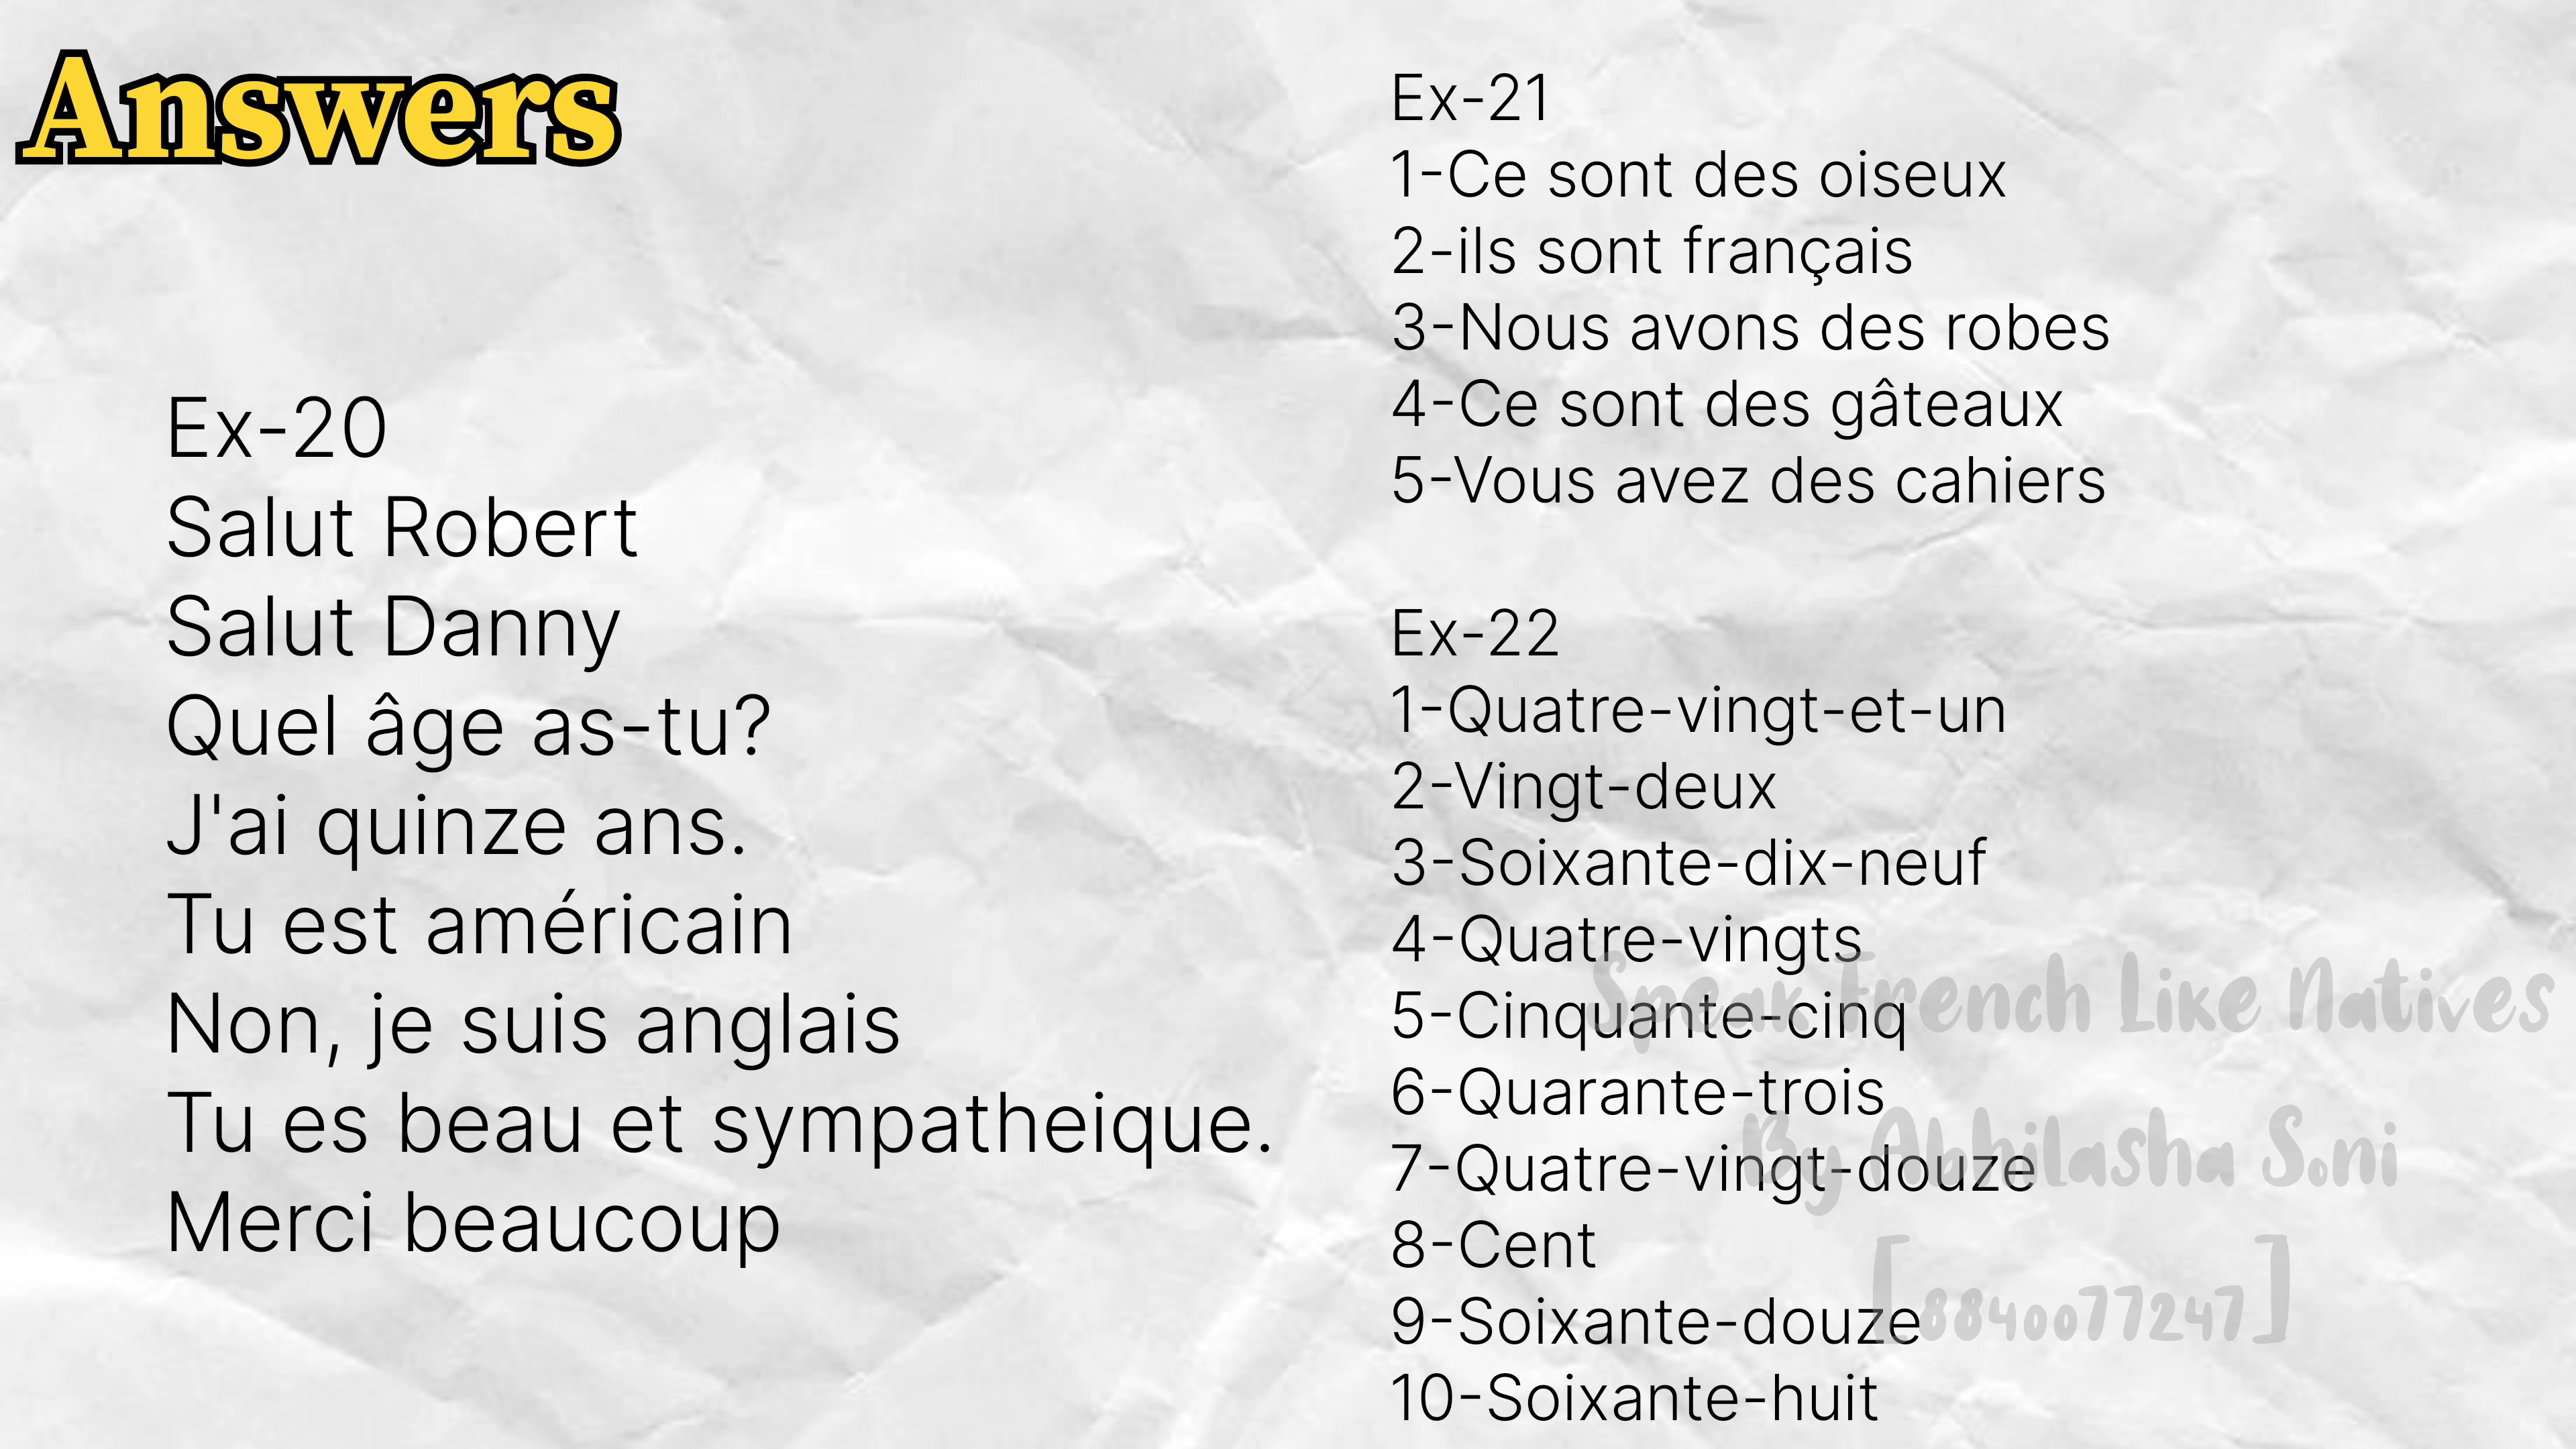 Answers
Ex-20
Salut Robert
Salut Danny
Quel âge as-tu?
J'ai quinze ans.
Tu est américain
Non, je suis anglais
Tu es beau et sympatheique.
Merci beaucoup
Ex-21
1-Ce sont des oiseux
2-ils sont français
3-Nous avons des robes
4-Ce sont des gâteaux
5-Vous avez des cahiers
Ex-22
1-Quatre-vingt-et-un
2-Vingt-deux
3-Soixante-dix-neuf
4-Quatre-vingts
5-Cinquante-cinq
6-Quarante-trois
7-Quatre-vingt-douze
8-Cent
9-Soixante-douze
10-Soixante-huit
Speak French Like Natives
By Abhilasha Soni
[8840077247]